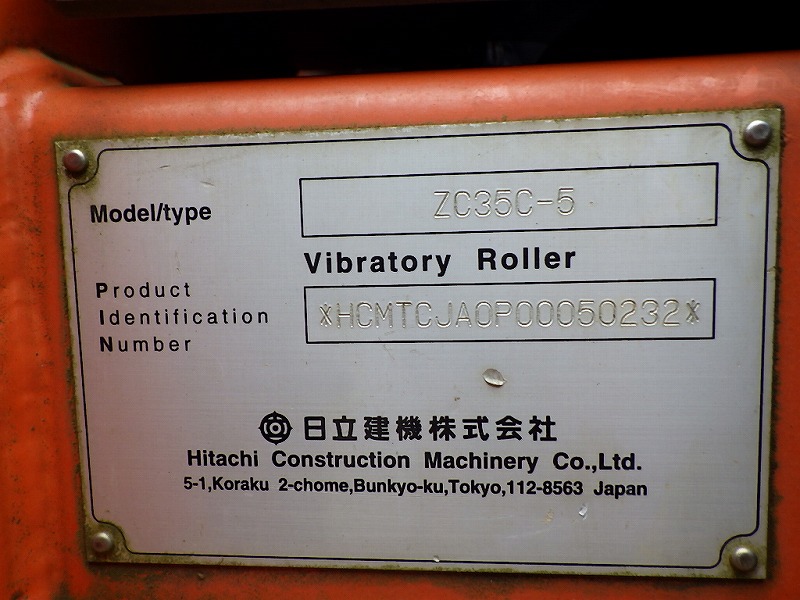 Model/type ZC35C-5
Vibratory Roller
Product
Identification
Number
*HCMTCJA0P00050232*
日立建機株式会社
Hitachi Construction Machinery Co.,Ltd.
5-1,Koraku 2-chome,Bunkyo-ku,Tokyo,112-8563 Japan